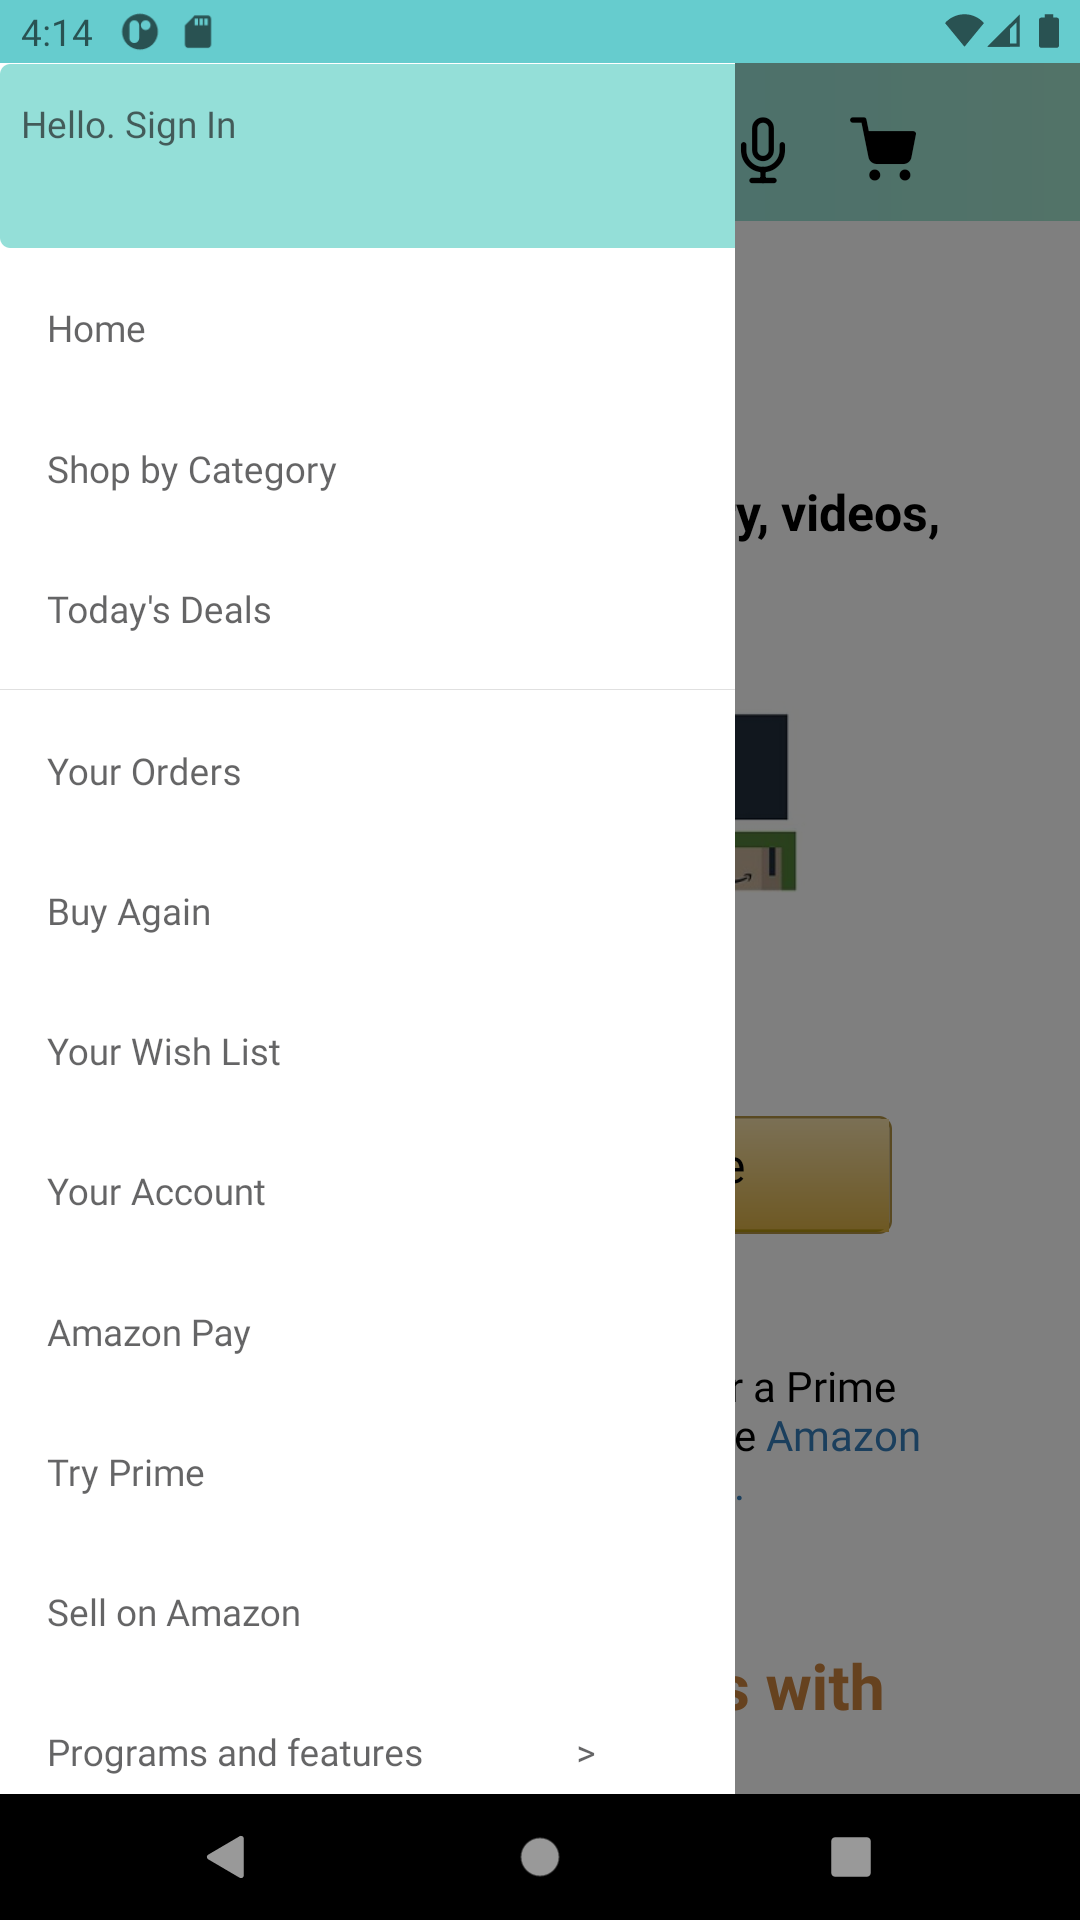 4:14
Hello. Sign In
Home
Shop by Category
y, videos,
Today's Deals
Your Orders
Buy Again
Your Wish List
e
Your Account
Amazon Pay
r a Prime
e Amazon
.
Try Prime
Sell on Amazon
s with
Programs and features >